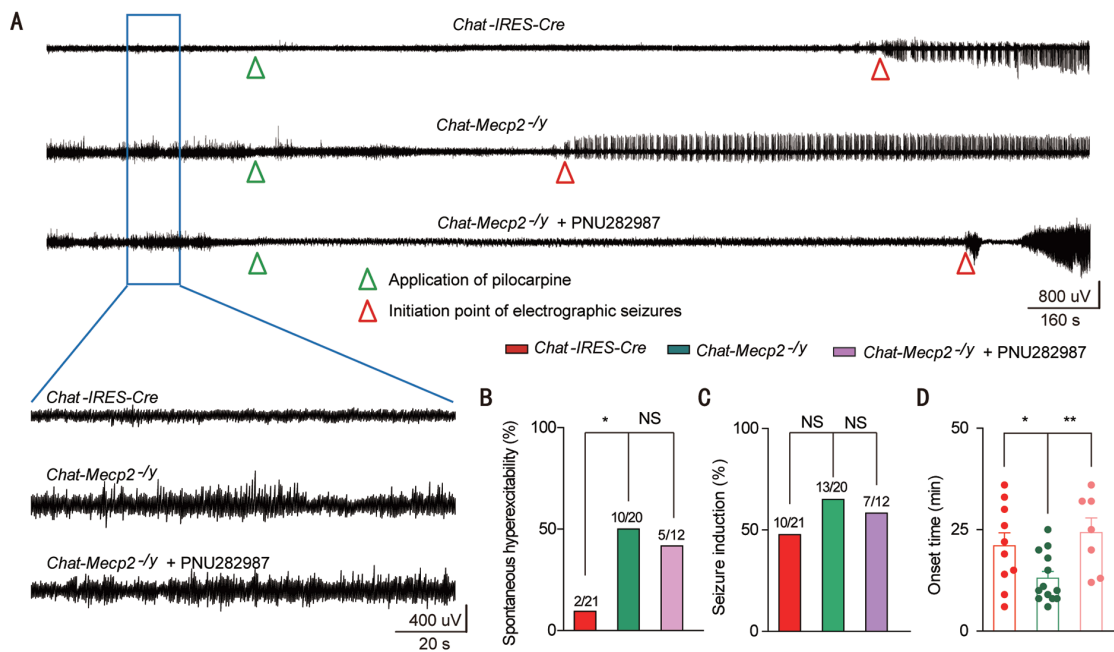 A
Chat-IRES-Cre
Chat-Mecp2-/y
Chat-Mecp2-/y + PNU282987
Application of pilocarpine
Initiation point of electrographic seizures
800 uV
160 s
Chat-IRES-Cre
Chat-Mecp2-/y
Chat-Mecp2-/y + PNU282987
Chat-IRES-Cre
Chat-Mecp2-/y
Chat-Mecp2-/y + PNU282987
400 uV
20 s
B
Spontaneous hyperexcitability (%)
100
50
0
* NS
2/21
10/20
5/12
C
Seizure induction (%)
100
50
0
NS NS
10/21
13/20
7/12
D
Onset time (min)
50
25
0
* **